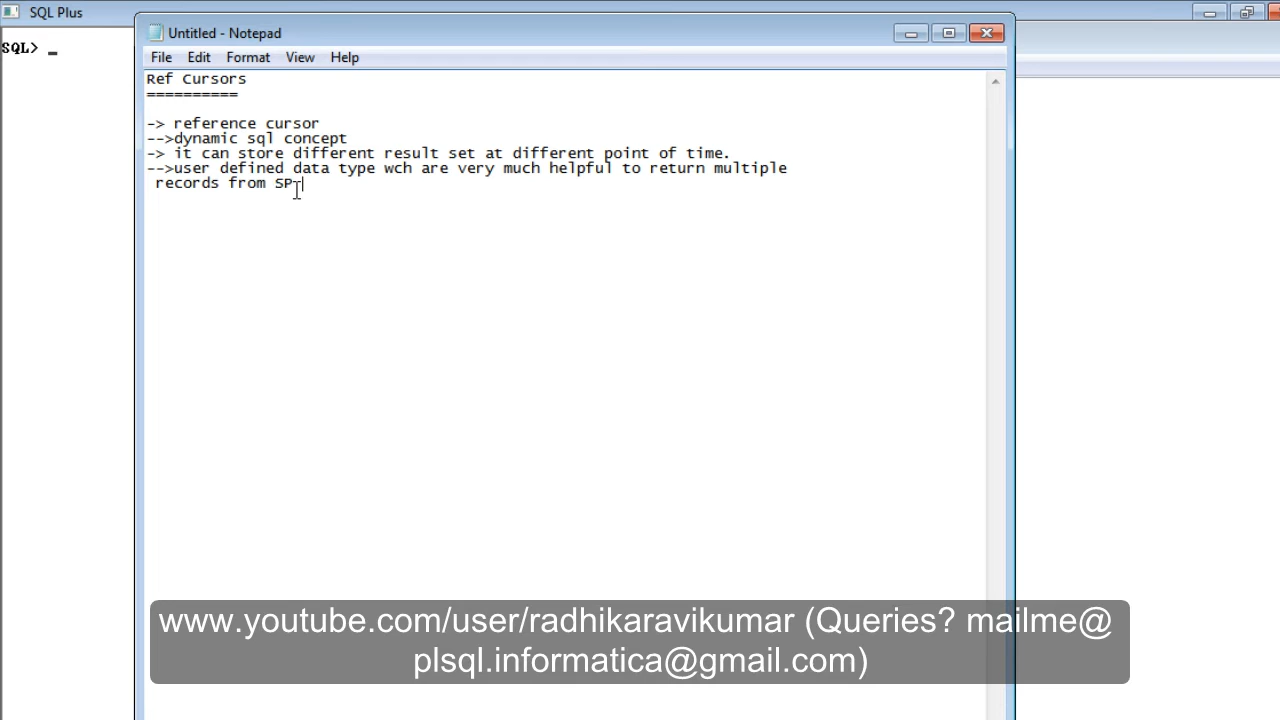 SQL Plus
SQL> _
Untitled - Notepad
File Edit Format View Help
Ref Cursors
==========
-> reference cursor
-->dynamic sql concept
-> it can store different result set at different point of time.
-->user defined data type wch are very much helpful to return multiple
records from SP
www.youtube.com/user/radhikaravikumar (Queries? mailme@
plsql.informatica@gmail.com)